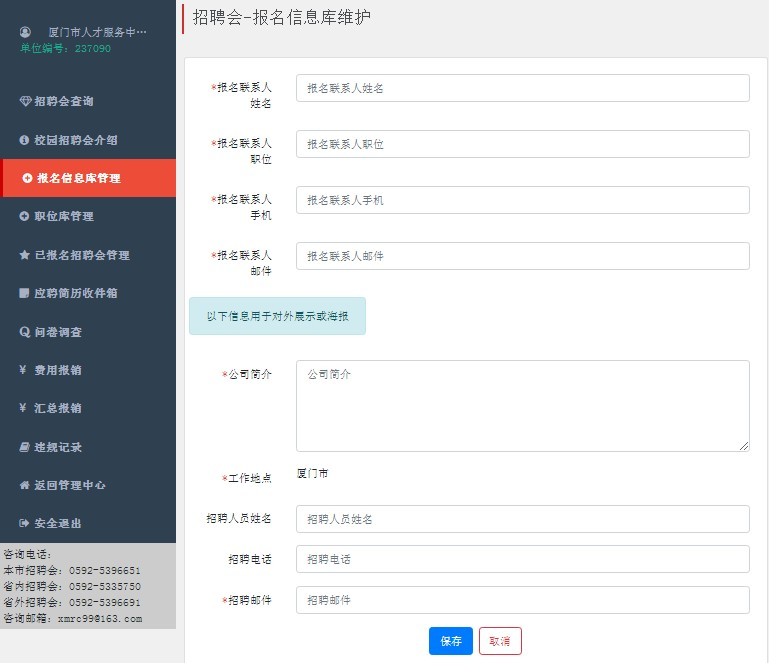 厦门市人才服务中…
单位编号：237090
招聘会查询
校园招聘会介绍
报名信息库管理
职位库管理
已报名招聘会管理
应聘简历收件箱
问卷调查
¥ 费用报销
¥ 汇总报销
违规记录
返回管理中心
安全退出
咨询电话：
本市招聘会：0592-5396651
省内招聘会：0592-5335750
省外招聘会：0592-5396691
咨询邮箱：xmrc99@163.com
招聘会-报名信息库维护
*报名联系人
姓名
报名联系人姓名
*报名联系人
职位
报名联系人职位
*报名联系人
手机
报名联系人手机
*报名联系人
邮件
报名联系人邮件
以下信息用于对外展示或海报
*公司简介
公司简介
*工作地点
厦门市
招聘人员姓名
招聘人员姓名
招聘电话
招聘电话
*招聘邮件
招聘邮件
保存
取消